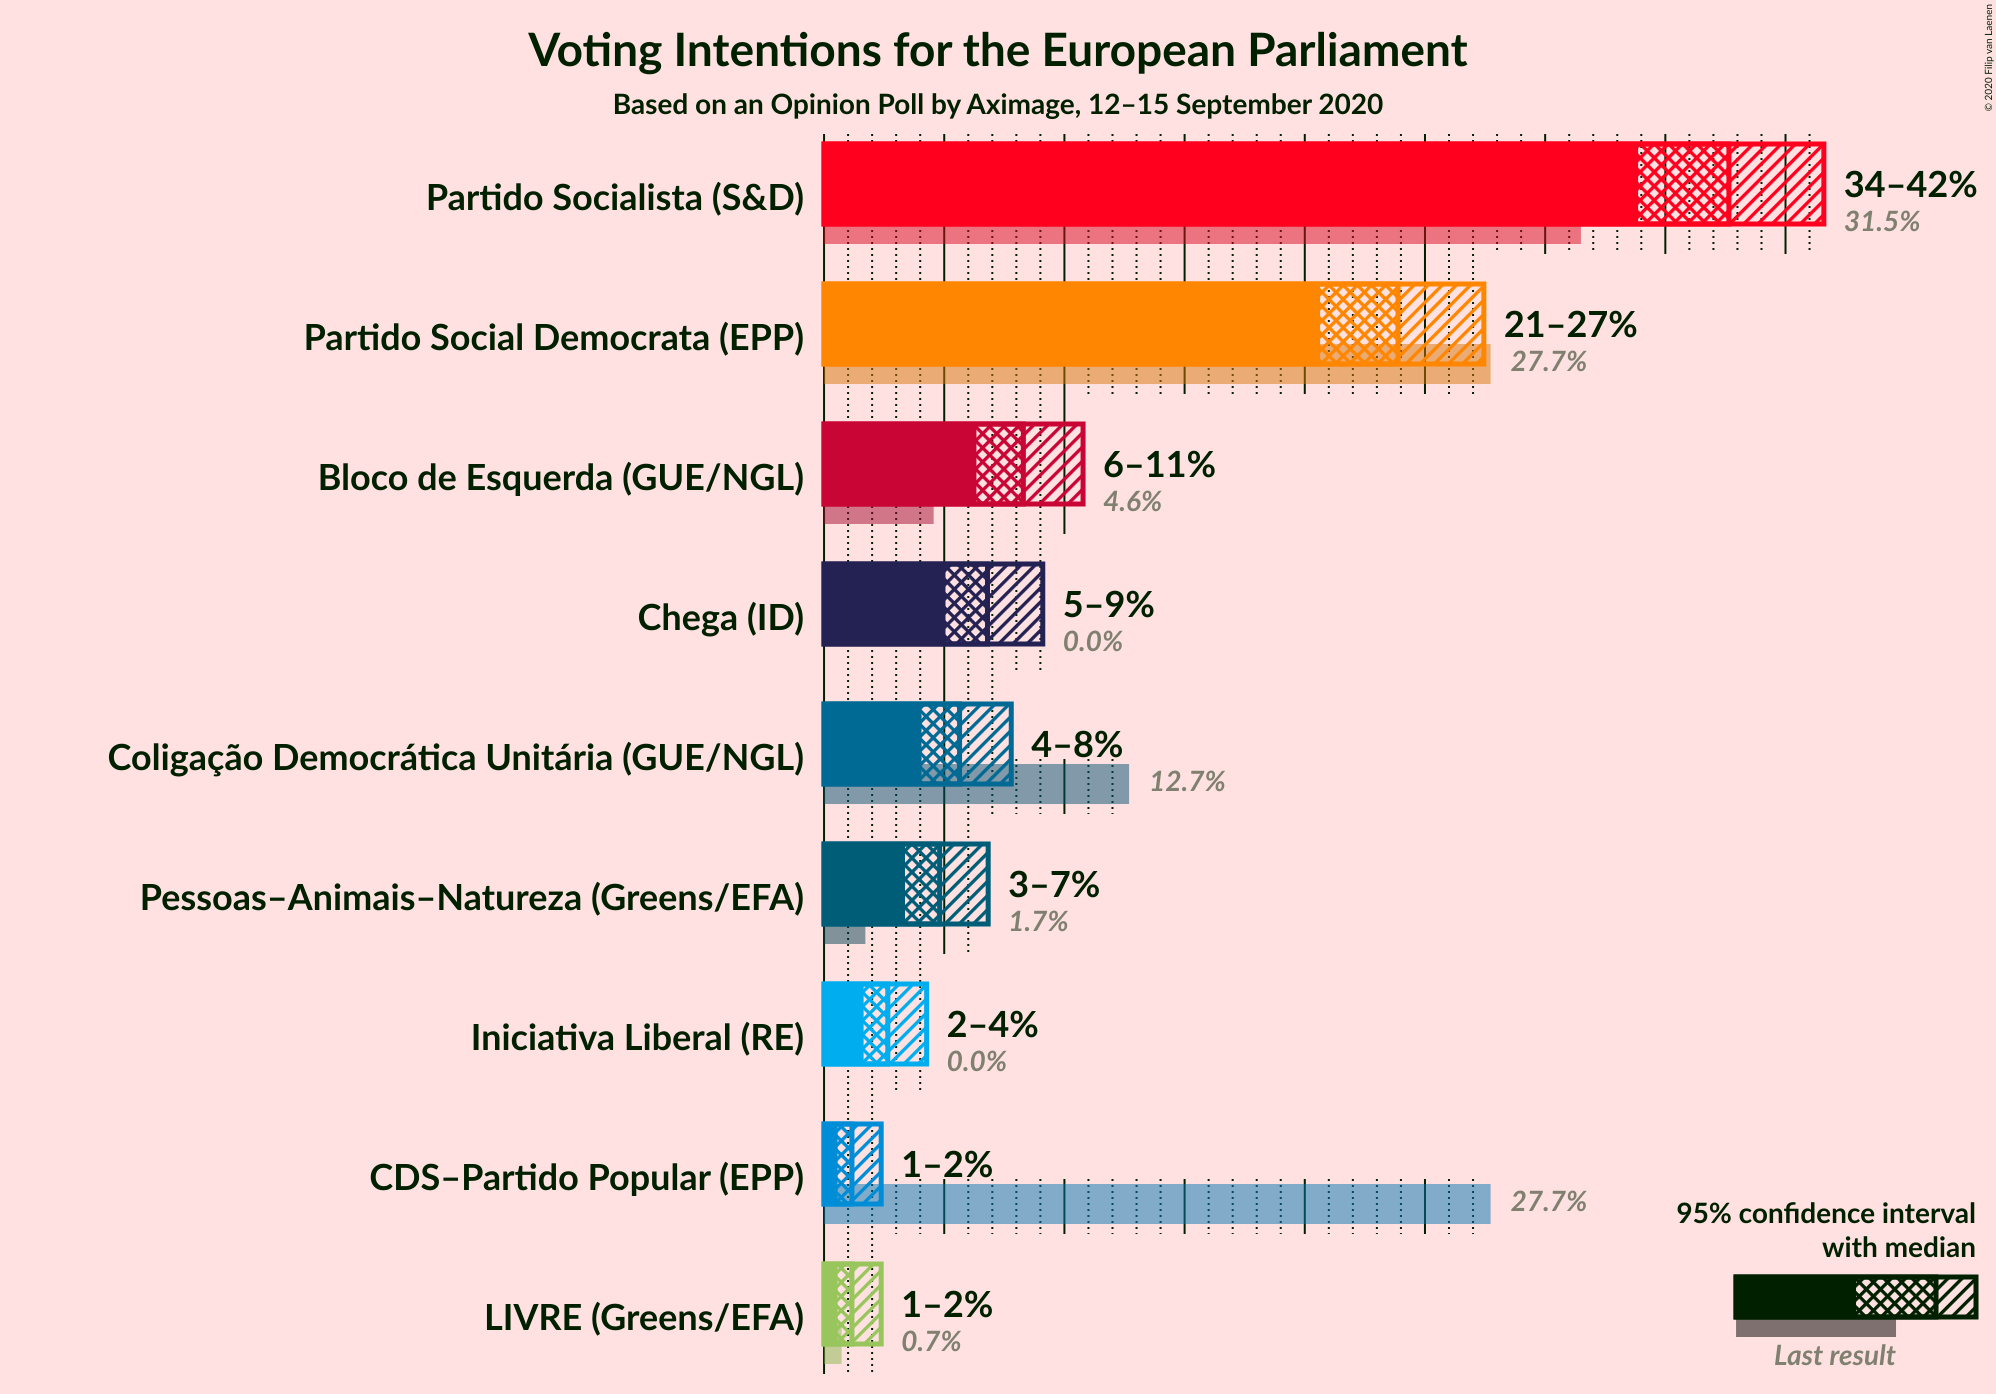 Voting Intentions for the European Parliament
Based on an Opinion Poll by Aximage, 12–15 September 2020
© 2020 Filip van Laenen
Partido Socialista (S&D)
34–42%
31.5%
Partido Social Democrata (EPP)
21–27%
27.7%
Bloco de Esquerda (GUE/NGL)
6–11%
4.6%
Chega (ID)
5–9%
0.0%
Coligação Democrática Unitária (GUE/NGL)
4–8%
12.7%
Pessoas–Animais–Natureza (Greens/EFA)
3–7%
1.7%
Iniciativa Liberal (RE)
2–4%
0.0%
CDS–Partido Popular (EPP)
1–2%
27.7%
LIVRE (Greens/EFA)
1–2%
0.7%
95% confidence interval
with median
Last result